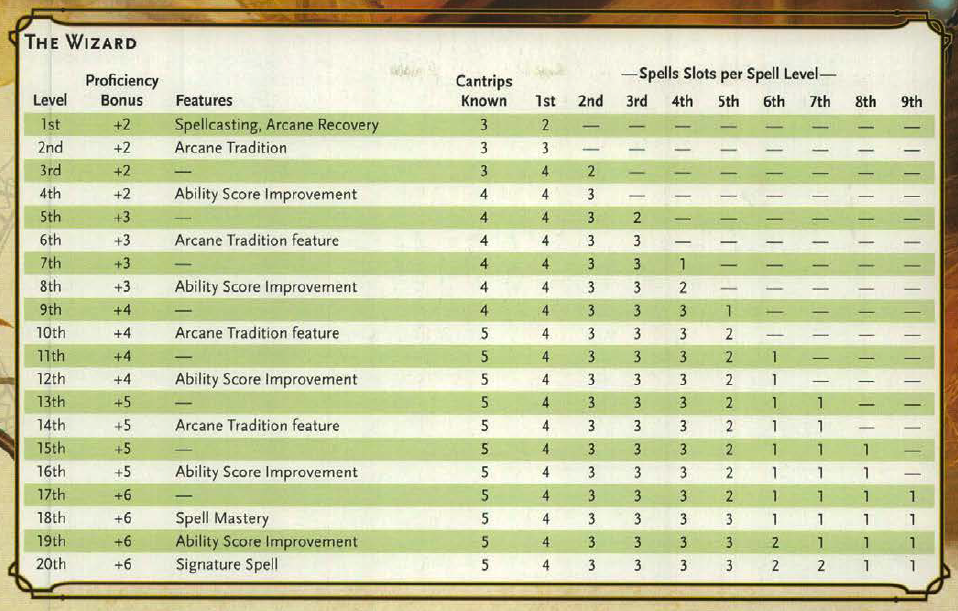 THE WIZARD
Proficiency Cantrips —Spells Slots per Spell Level—
Level Bonus Features Known 1st 2nd 3rd 4th 5th 6th 7th 8th 9th
1st +2 Spellcasting, Arcane Recovery 3 2 — — — — — — — —
2nd +2 Arcane Tradition 3 3 — — — — — — — —
3rd +2 — 3 4 2 — — — — — — —
4th +2 Ability Score Improvement 4 4 3 — — — — — — —
5th +3 — 4 4 3 2 — — — — — —
6th +3 Arcane Tradition feature 4 4 3 3 — — — — — —
7th +3 — 4 4 3 3 1 — — — — —
8th +3 Ability Score Improvement 4 4 3 3 2 — — — — —
9th +4 — 4 4 3 3 3 1 — — — —
10th +4 Arcane Tradition feature 5 4 3 3 3 2 — — — —
11th +4 — 5 4 3 3 3 2 1 — — —
12th +4 Ability Score Improvement 5 4 3 3 3 2 1 — — —
13th +5 — 5 4 3 3 3 2 1 1 — —
14th +5 Arcane Tradition feature 5 4 3 3 3 2 1 1 — —
15th +5 — 5 4 3 3 3 2 1 1 1 —
16th +5 Ability Score Improvement 5 4 3 3 3 2 1 1 1 —
17th +6 — 5 4 3 3 3 2 1 1 1 1
18th +6 Spell Mastery 5 4 3 3 3 3 1 1 1 1
19th +6 Ability Score Improvement 5 4 3 3 3 3 2 1 1 1
20th +6 Signature Spell 5 4 3 3 3 3 2 2 1 1